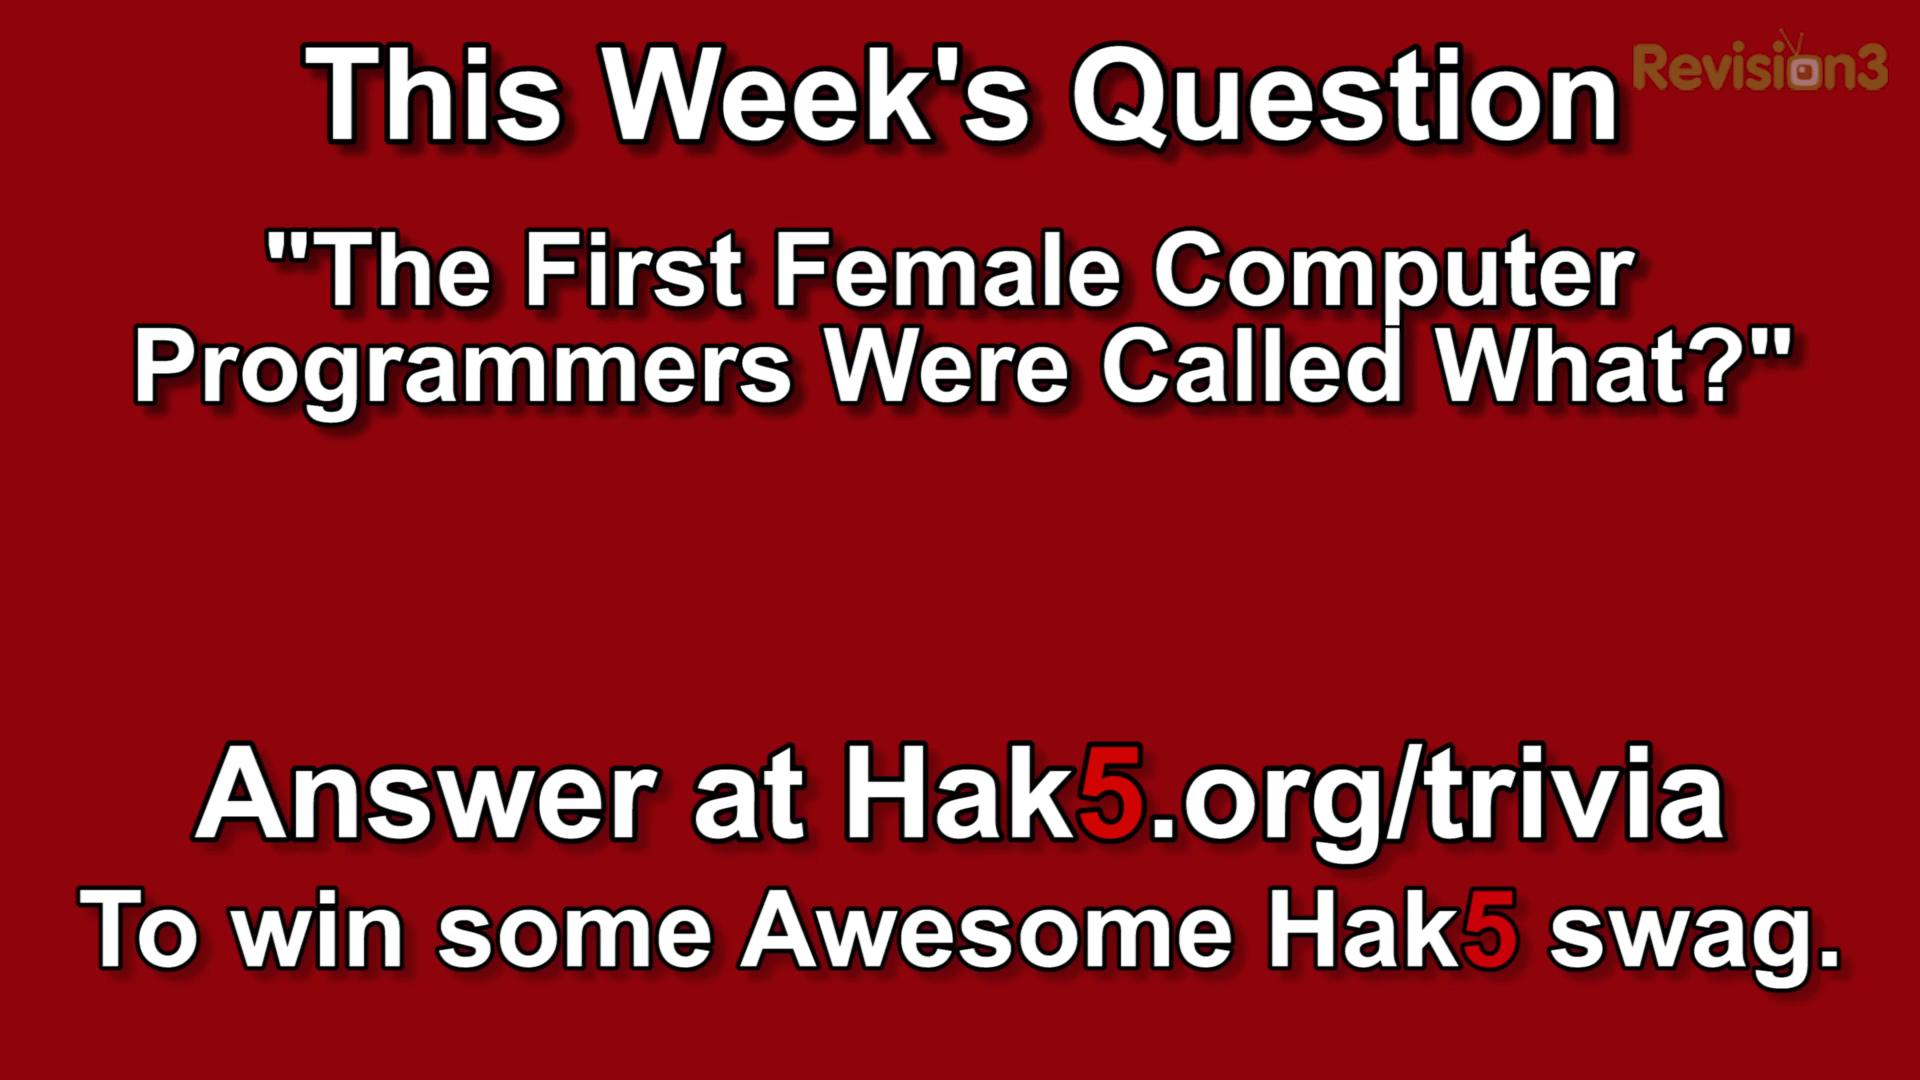 This Week's Question
Revision3
"The First Female Computer
Programmers Were Called What?"
Answer at Hak5.org/trivia
To win some Awesome Hak5 swag.